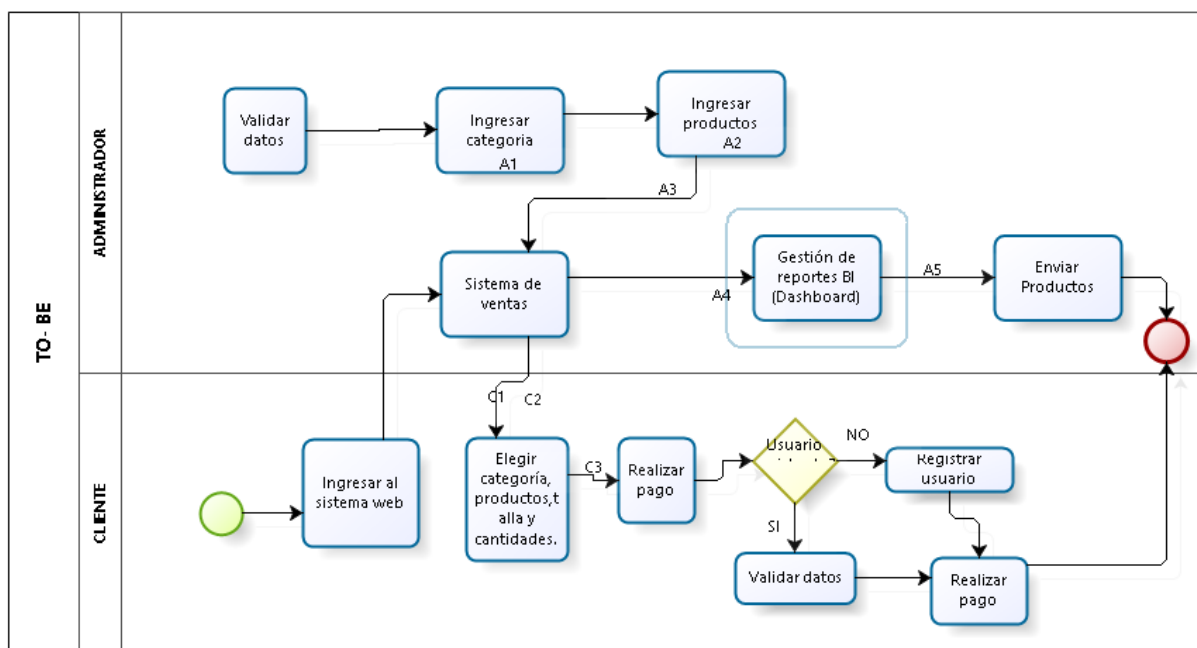 TO- BE
ADMINISTRADOR
Validar
datos
Ingresar
categoria
A1
Ingresar
productos
A2
A3
Sistema de
ventas
A4
Gestión de
reportes BI
(Dashboard)
A5
Enviar
Productos
CLIENTE
Ingresar al
sistema web
C1
C2
Elegir
categoría,
productos,t
alla y
cantidades.
C3
Realizar
pago
Usuario
NO
Registrar
usuario
SI
Validar datos
Realizar
pago